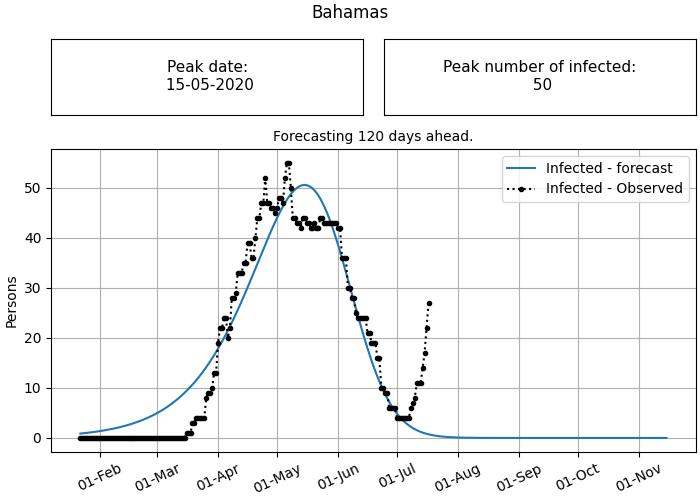 Bahamas
Peak date:
15-05-2020
Peak number of infected:
50
Forecasting 120 days ahead.
Infected - forecast
Infected - Observed
Persons
50
40
30
20
10
0
01-Feb
01-Mar
01-Apr
01-May
01-Jun
01-Jul
01-Aug
01-Sep
01-Oct
01-Nov